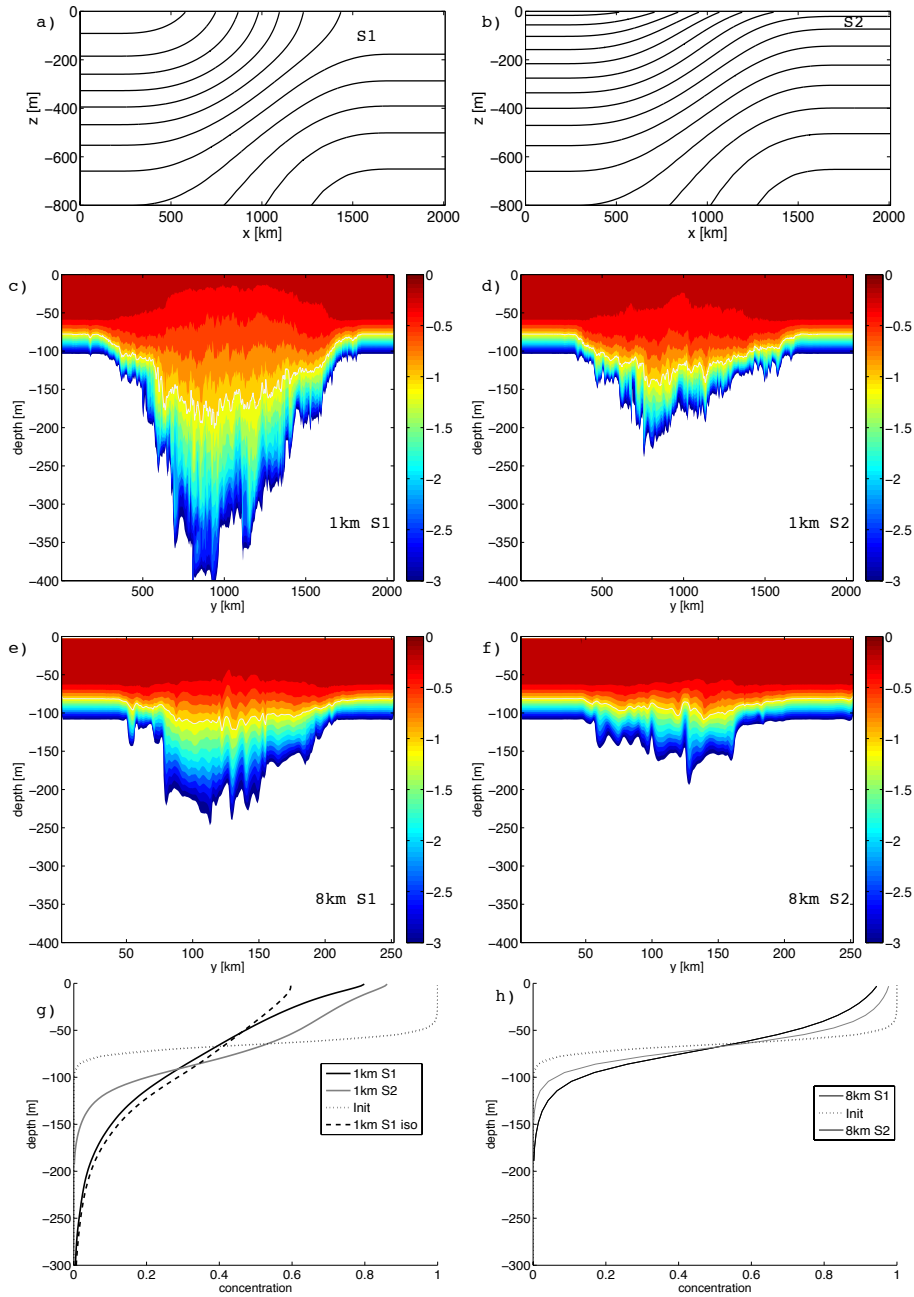 a)
S1
0
−200
−400
−600
−800
z [m]
0 500 1000 1500 2000
x [km]
b)
S2
0
−200
−400
−600
−800
z [m]
0 500 1000 1500 2000
x [km]
c)
0
−50
−100
−150
−200
−250
−300
−350
−400
depth [m]
1km S1
500 1000 1500 2000
y [km]
0
−0.5
−1
−1.5
−2
−2.5
−3
d)
0
−50
−100
−150
−200
−250
−300
−350
−400
depth [m]
1km S2
500 1000 1500 2000
y [km]
0
−0.5
−1
−1.5
−2
−2.5
−3
e)
0
−50
−100
−150
−200
−250
−300
−350
−400
depth [m]
8km S1
50 100 150 200 250
y [km]
0
−0.5
−1
−1.5
−2
−2.5
−3
f)
0
−50
−100
−150
−200
−250
−300
−350
−400
depth [m]
8km S2
50 100 150 200 250
y [km]
0
−0.5
−1
−1.5
−2
−2.5
−3
g)
0
−50
−100
−150
−200
−250
−300
depth [m]
1km S1
1km S2
Init
1km S1 iso
0 0.2 0.4 0.6 0.8 1
concentration
h)
0
−50
−100
−150
−200
−250
−300
depth [m]
8km S1
Init
8km S2
0 0.2 0.4 0.6 0.8 1
concentration